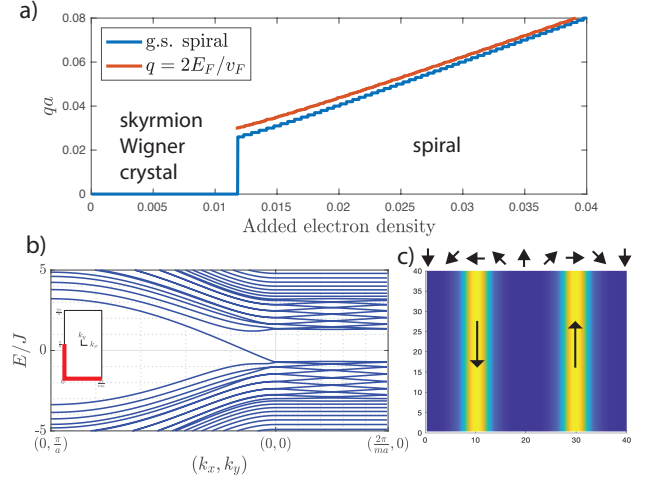 a)
0.08
0.06
0.04
0.02
0
qa
g.s. spiral
q = 2E_F/v_F
skyrmion
Wigner
crystal
spiral
0 0.005 0.01 0.015 0.02 0.025 0.03 0.035 0.04
Added electron density
b)
5
0
-5
E/J
k_y
k_x
(0, π/a) (0, 0) (2π/ma, 0)
(k_x, k_y)
c)
40
35
30
25
20
15
10
5
0
0 10 20 30 40